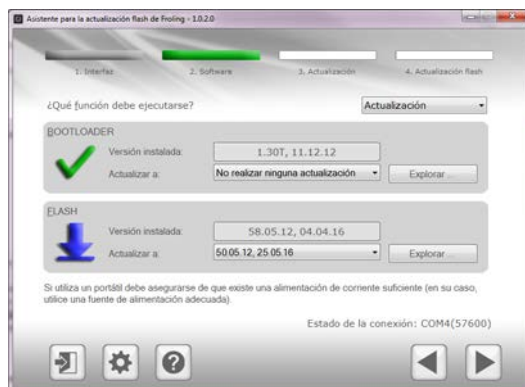 Asistente para la actualización flash de Froling - 1.0.2.0
1. Interfaz
2. Software
3. Actualización
4. Actualización flash
¿Qué función debe ejecutarse?
Actualización
BOOTLOADER
Versión instalada:
1.30T, 11.12.12
Actualizar a:
No realizar ninguna actualización
Explorar ...
FLASH
Versión instalada:
58.05.12, 04.04.16
Actualizar a:
50.05.12, 25.05.16
Explorar ...
Si utiliza un portátil debe asegurarse de que existe una alimentación de corriente suficiente (en su caso,
utilice una fuente de alimentación adecuada).
Estado de la conexión: COM4(57600)